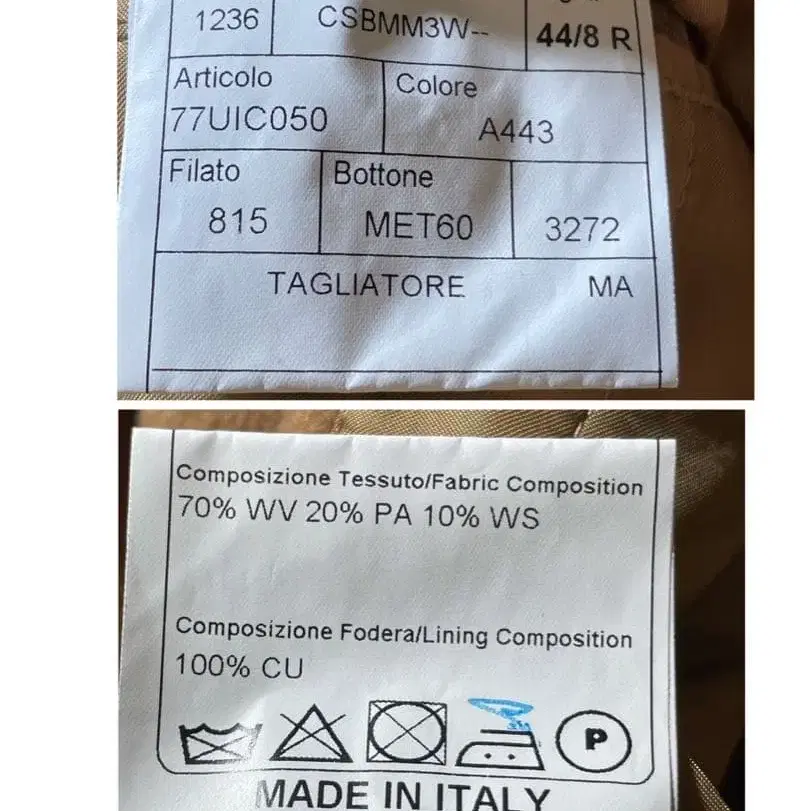 1236 CSBMM3W-- 44/8 R
Articolo Colore
77UIC050 A443
Filato Bottone
815 MET60 3272
TAGLIATORE MA
Composizione Tessuto/Fabric Composition
70% WV 20% PA 10% WS
Composizione Fodera/Lining Composition
100% CU
P
MADE IN ITALY